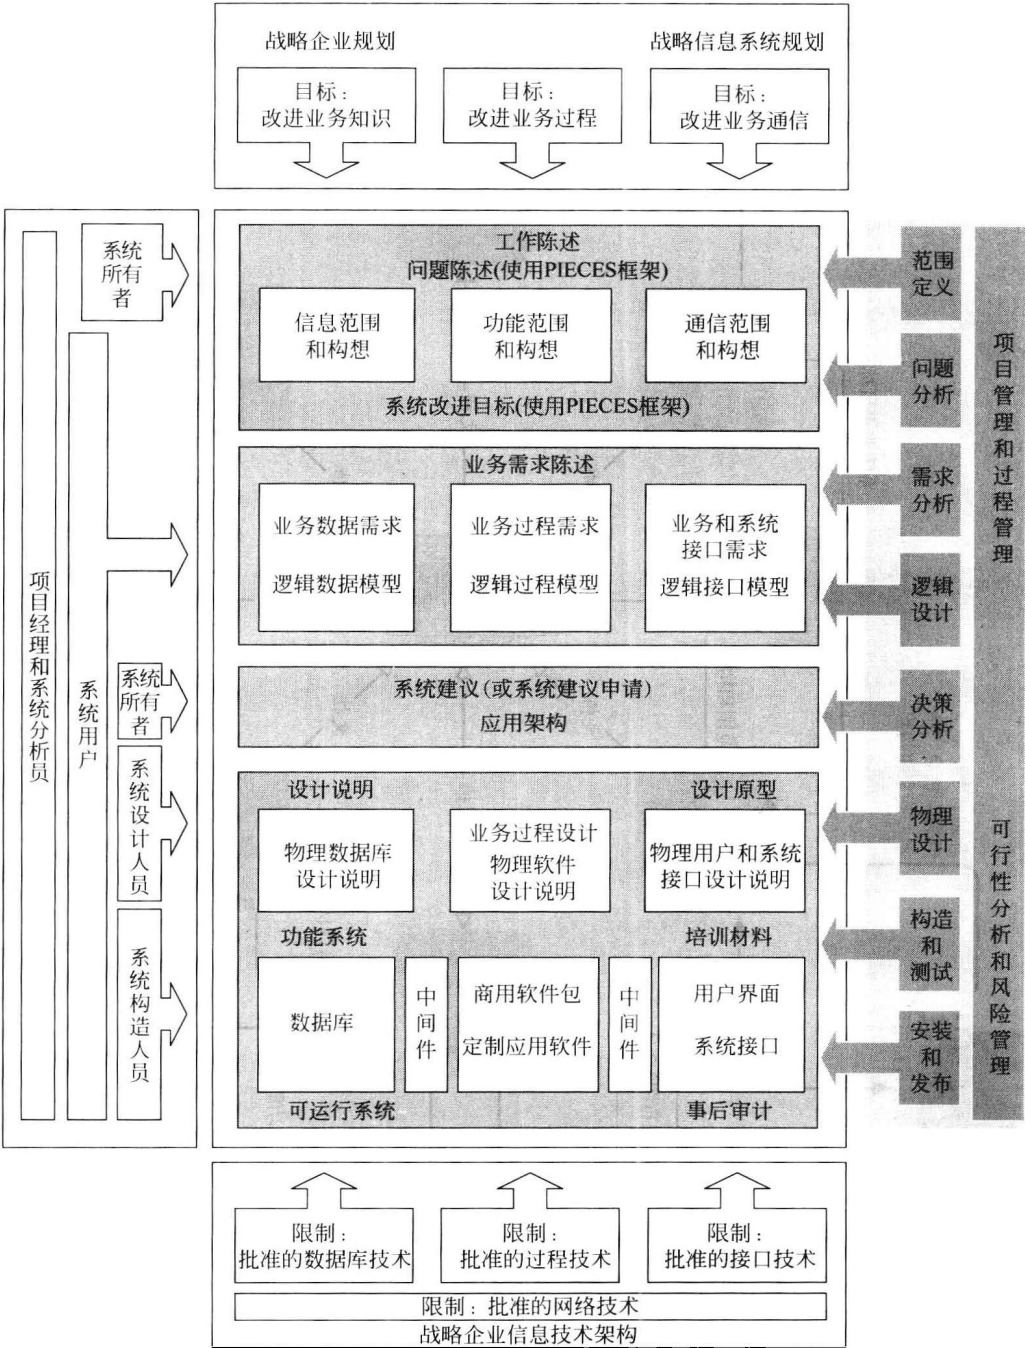 战略企业规划
战略信息系统规划
目标：
改进业务知识
目标：
改进业务过程
目标：
改进业务通信
项目经理和系统分析员
系统用户
系统
所有
者
系统
所有
者
系统设计人员
系统构造人员
工作陈述
问题陈述(使用PIECES框架)
信息范围
和构想
功能范围
和构想
通信范围
和构想
系统改进目标(使用PIECES框架)
业务需求陈述
业务数据需求
逻辑数据模型
业务过程需求
逻辑过程模型
业务和系统
接口需求
逻辑接口模型
系统建议(或系统建议申请)
应用架构
设计说明
设计原型
物理数据库
设计说明
业务过程设计
物理软件
设计说明
物理用户和系统
接口设计说明
功能系统
培训材料
数据库
中间件
商用软件包
定制应用软件
中间件
用户界面
系统接口
可运行系统
事后审计
范围
定义
问题
分析
需求
分析
逻辑
设计
决策
分析
物理
设计
构造
和
测试
安装
和
发布
项目管理和过程管理
可行性分析和风险管理
限制：
批准的数据库技术
限制：
批准的过程技术
限制：
批准的接口技术
限制：批准的网络技术
战略企业信息技术架构